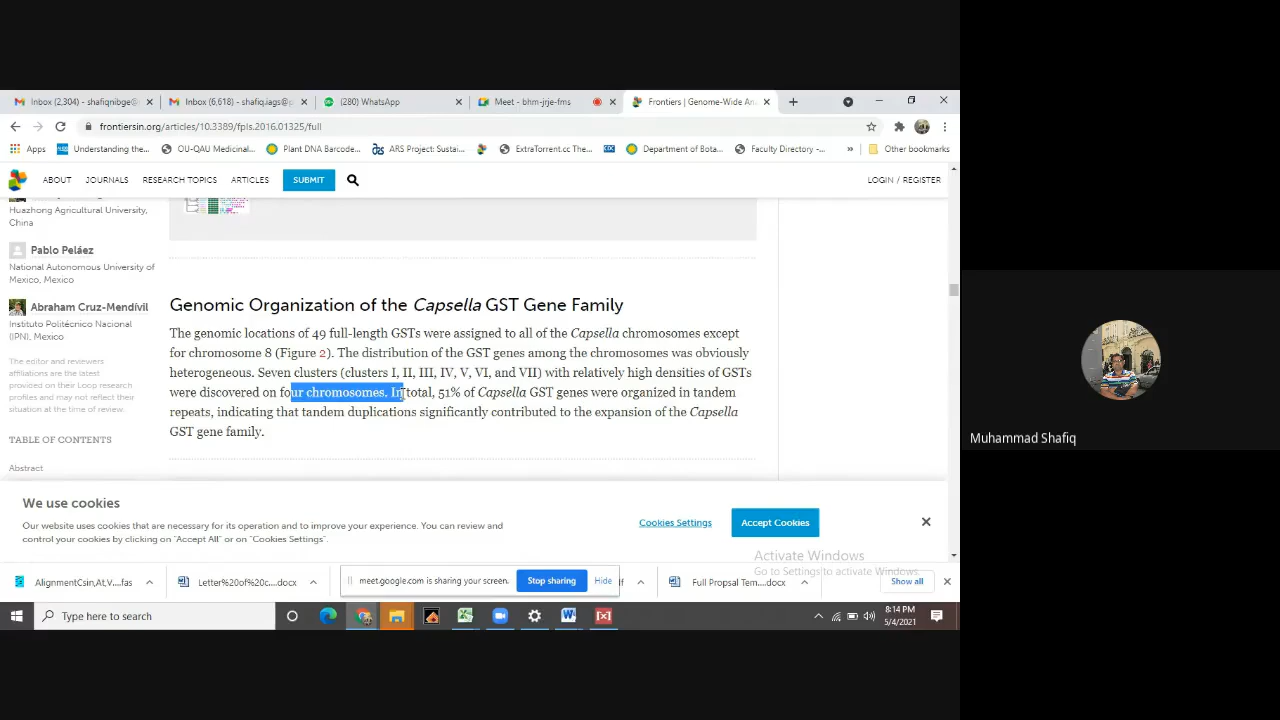 Inbox (2,304) - shafiqnibge@
Inbox (6,618) - shafiq.iags@
(280) WhatsApp
Meet - bhm-jrje-fms
Frontiers | Genome-Wide An
frontiersin.org/articles/10.3389/fpls.2016.01325/full
Apps
Understanding the...
OU-QAU Medicinal...
Plant DNA Barcode...
ARS Project: Sustai...
ExtraTorrent.cc The...
Department of Bota...
Faculty Directory -...
»
Other bookmarks
ABOUT JOURNALS RESEARCH TOPICS ARTICLES SUBMIT
LOGIN / REGISTER
Huazhong Agricultural University,
China
Pablo Peláez
National Autonomous University of
Mexico, Mexico
Abraham Cruz-Mendívil
Instituto Politécnico Nacional
(IPN), Mexico
The editor and reviewers
affiliations are the latest
provided on their Loop research
profiles and may not reflect their
situation at time of review.
TABLE OF CONTENTS
Abstract
Genomic Organization of the Capsella GST Gene Family
The genomic locations of 49 full-length GSTs were assigned to all of the Capsella chromosomes except
for chromosome 8 (Figure 2). The distribution of the GST genes among the chromosomes was obviously
heterogeneous. Seven clusters (clusters I, II, III, IV, V, VI, and VII) with relatively high densities of GSTs
were discovered on four chromosomes. In total, 51% of Capsella GST genes were organized in tandem
repeats, indicating that tandem duplications significantly contributed to the expansion of the Capsella
GST gene family.
We use cookies
Our website uses cookies that are necessary for its operation and to improve your experience. You can review and
control your cookies by clicking on "Accept All" or on "Cookies Settings".
Cookies Settings
Accept Cookies
Activate Windows
Go to Settings to activate Windows.
AlignmentCsin,At,V....fas
Letter%20of%20c....docx
meet.google.com is sharing your screen.
Stop sharing
Hide
Full Propsal Tem....docx
Show all
Type here to search
8:14 PM
5/4/2021
Muhammad Shafiq